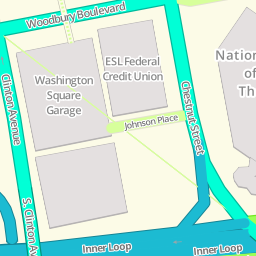 Woodbury Boulevard
ESL Federal
Credit Union
Washington
Square
Garage
Nation
of
Th
Clinton Avenue
Johnson Place
Chestnut Street
S. Clinton Av
Inner Loop
Inner Loop